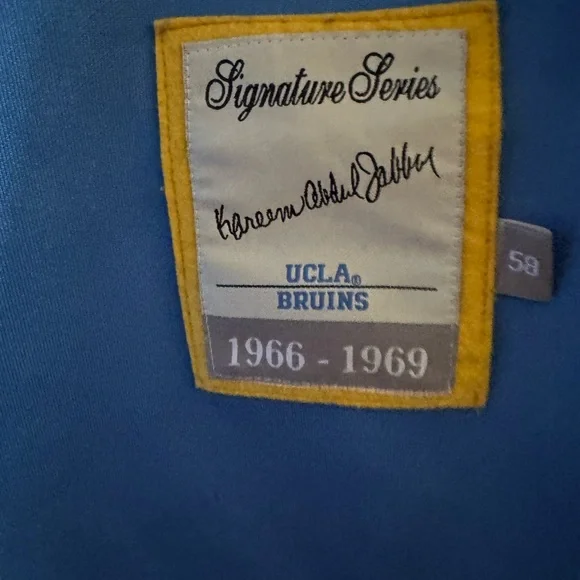 Signature Series
Kareem Abdul Jabbar
UCLA®
BRUINS
1966 - 1969
58